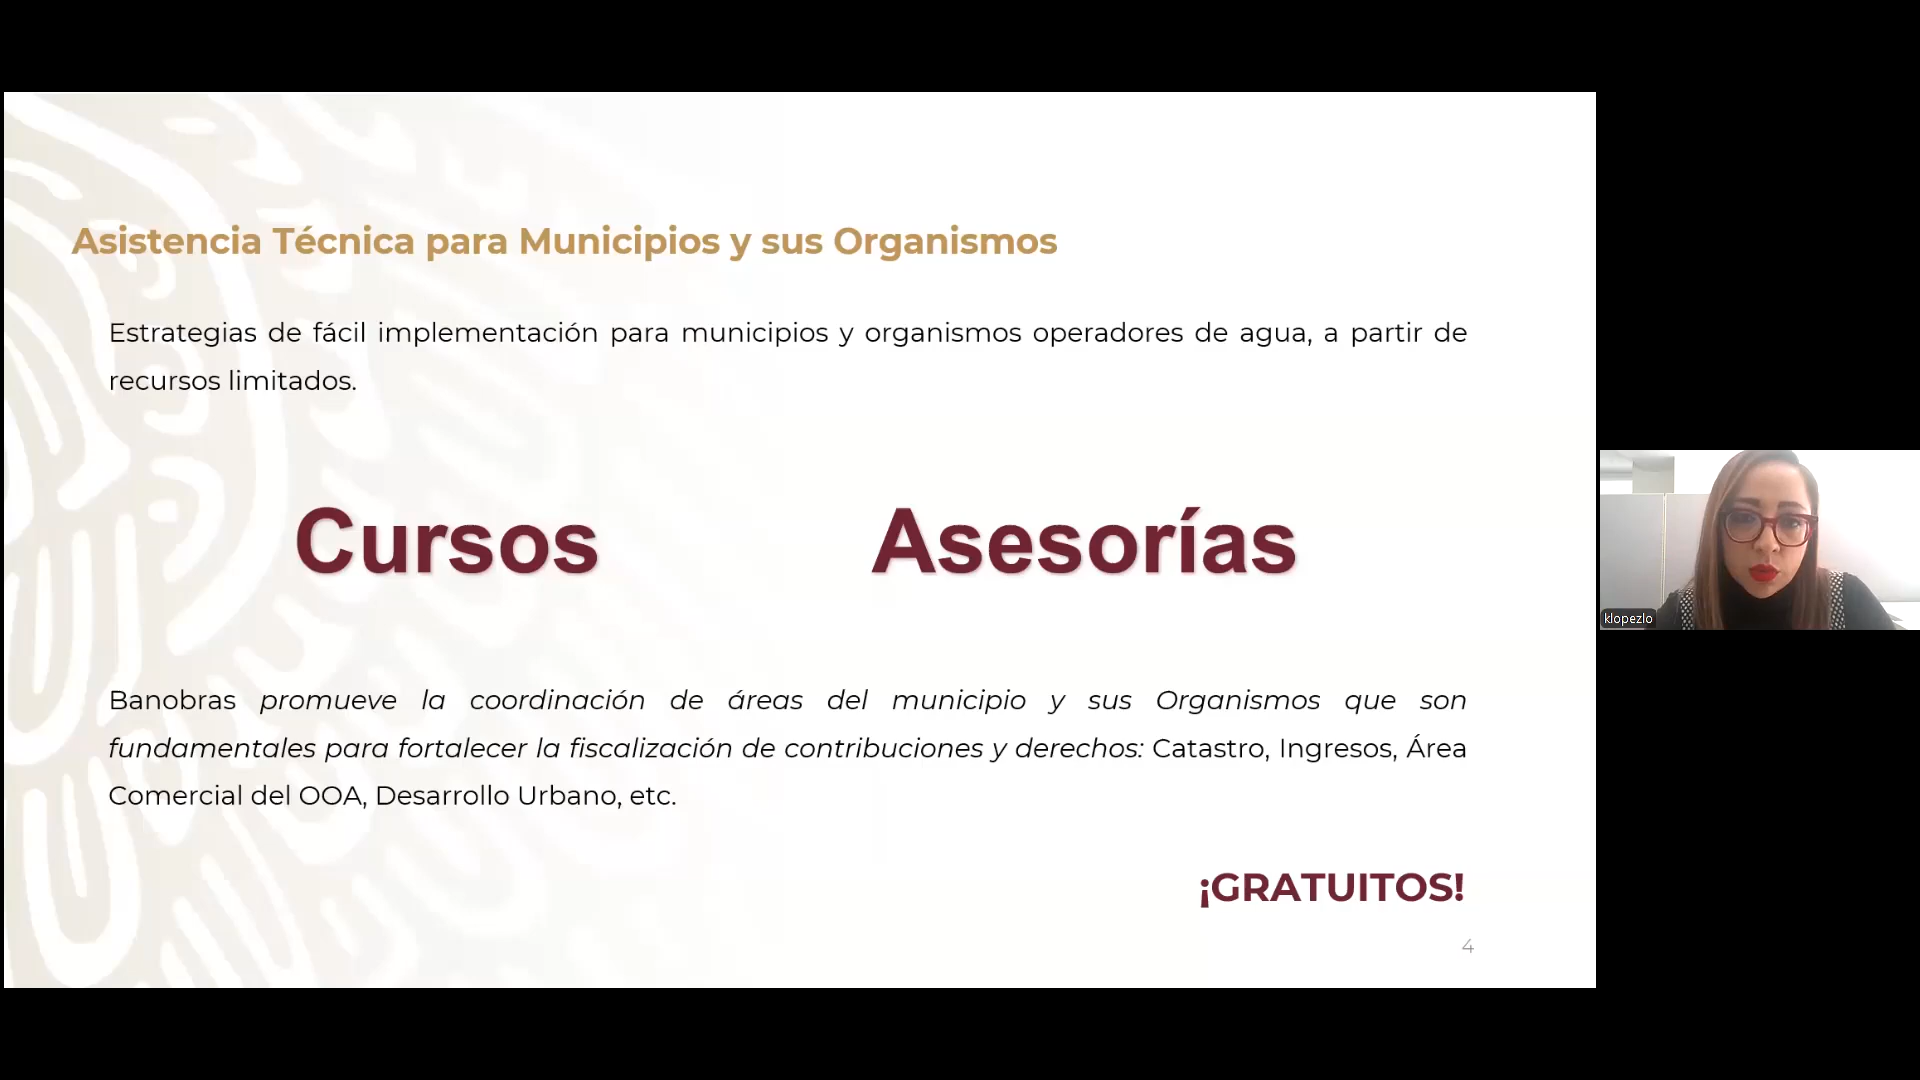 Asistencia Técnica para Municipios y sus Organismos
Estrategias de fácil implementación para municipios y organismos operadores de agua, a partir de
recursos limitados.
Cursos
Asesorías
Banobras promueve la coordinación de áreas del municipio y sus Organismos que son
fundamentales para fortalecer la fiscalización de contribuciones y derechos: Catastro, Ingresos, Área
Comercial del OOA, Desarrollo Urbano, etc.
¡GRATUITOS!
4
klopezlo